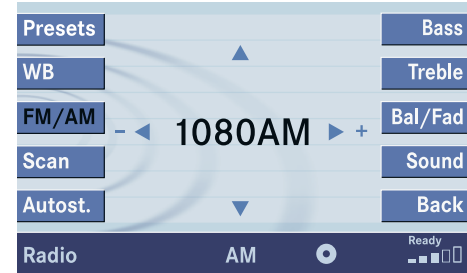 Presets
Bass
WB
Treble
FM/AM
Bal/Fad
- 1080AM +
Scan
Sound
Autost.
Back
Radio
AM
Ready